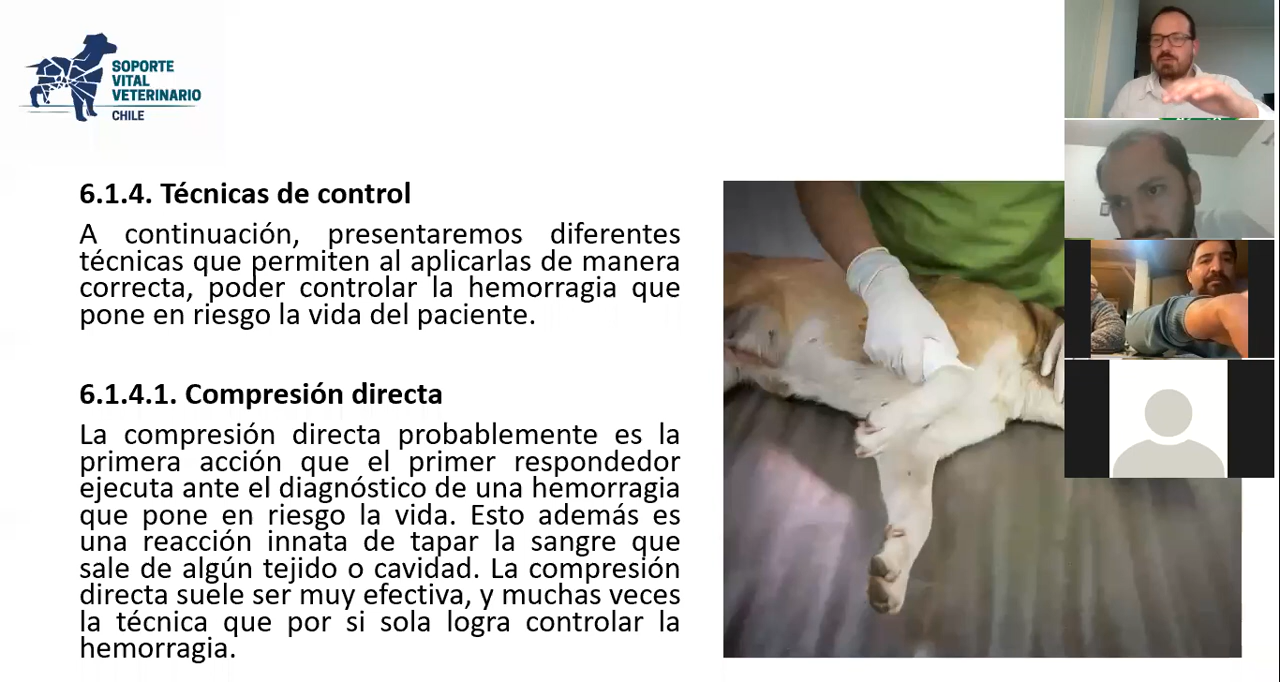 SOPORTE
VITAL
VETERINARIO
CHILE
6.1.4. Técnicas de control
A continuación, presentaremos diferentes
técnicas que permiten al aplicarlas de manera
correcta, poder controlar la hemorragia que
pone en riesgo la vida del paciente.
6.1.4.1. Compresión directa
La compresión directa probablemente es la
primera acción que el primer respondedor
ejecuta ante el diagnóstico de una hemorragia
que pone en riesgo la vida. Esto además es
una reacción innata de tapar la sangre que
sale de algún tejido o cavidad. La compresión
directa suele ser muy efectiva, y muchas veces
la técnica que por si sola logra controlar la
hemorragia.